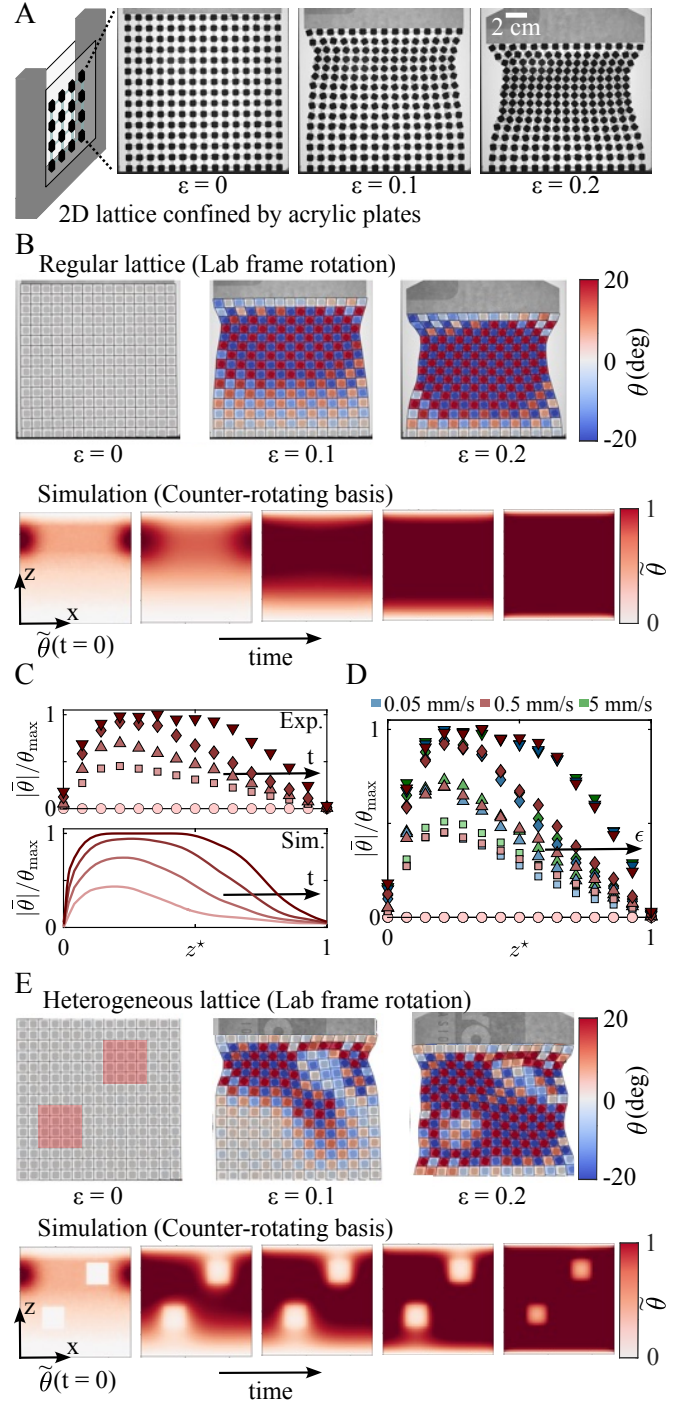 A
2 cm
ε = 0
ε = 0.1
ε = 0.2
2D lattice confined by acrylic plates
B
Regular lattice (Lab frame rotation)
20
0
-20
θ (deg)
ε = 0
ε = 0.1
ε = 0.2
Simulation (Counter-rotating basis)
z
x
1
0
θ̃
θ̃(t = 0)
time
C
1
Exp.
|θ̄|/θmax
t
0
1
Sim.
|θ̄|/θmax
t
0
0
z⋆
1
D
0.05 mm/s
0.5 mm/s
5 mm/s
1
|θ̄|/θmax
ϵ
0
0
z⋆
1
E
Heterogeneous lattice (Lab frame rotation)
20
0
-20
θ (deg)
ε = 0
ε = 0.1
ε = 0.2
Simulation (Counter-rotating basis)
z
x
1
0
θ̃
θ̃(t = 0)
time